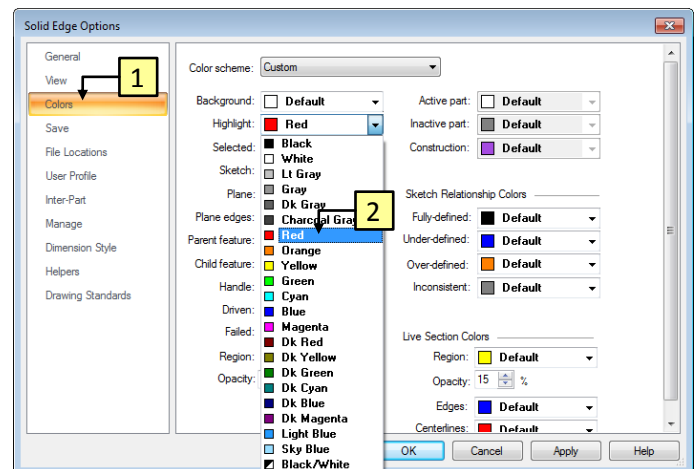 Solid Edge Options
General
View
Colors
Save
File Locations
User Profile
Inter-Part
Manage
Dimension Style
Helpers
Drawing Standards
1
Color scheme: Custom
Background: Default
Highlight: Red
Selected:
Sketch:
Plane:
Plane edges:
Parent feature:
Child feature:
Handle:
Driven:
Failed:
Region:
Opacity:
Black
White
Lt Gray
Gray
Dk Gray
Charcoal Gray
Red
Orange
Yellow
Green
Cyan
Blue
Magenta
Dk Red
Dk Yellow
Dk Green
Dk Cyan
Dk Blue
Dk Magenta
Light Blue
Sky Blue
Black/White
2
Active part: Default
Inactive part: Default
Construction: Default
Sketch Relationship Colors
Fully-defined: Default
Under-defined: Default
Over-defined: Default
Inconsistent: Default
Live Section Colors
Region: Default
Opacity: 15 %
Edges: Default
Centerlines: Default
OK Cancel Apply Help